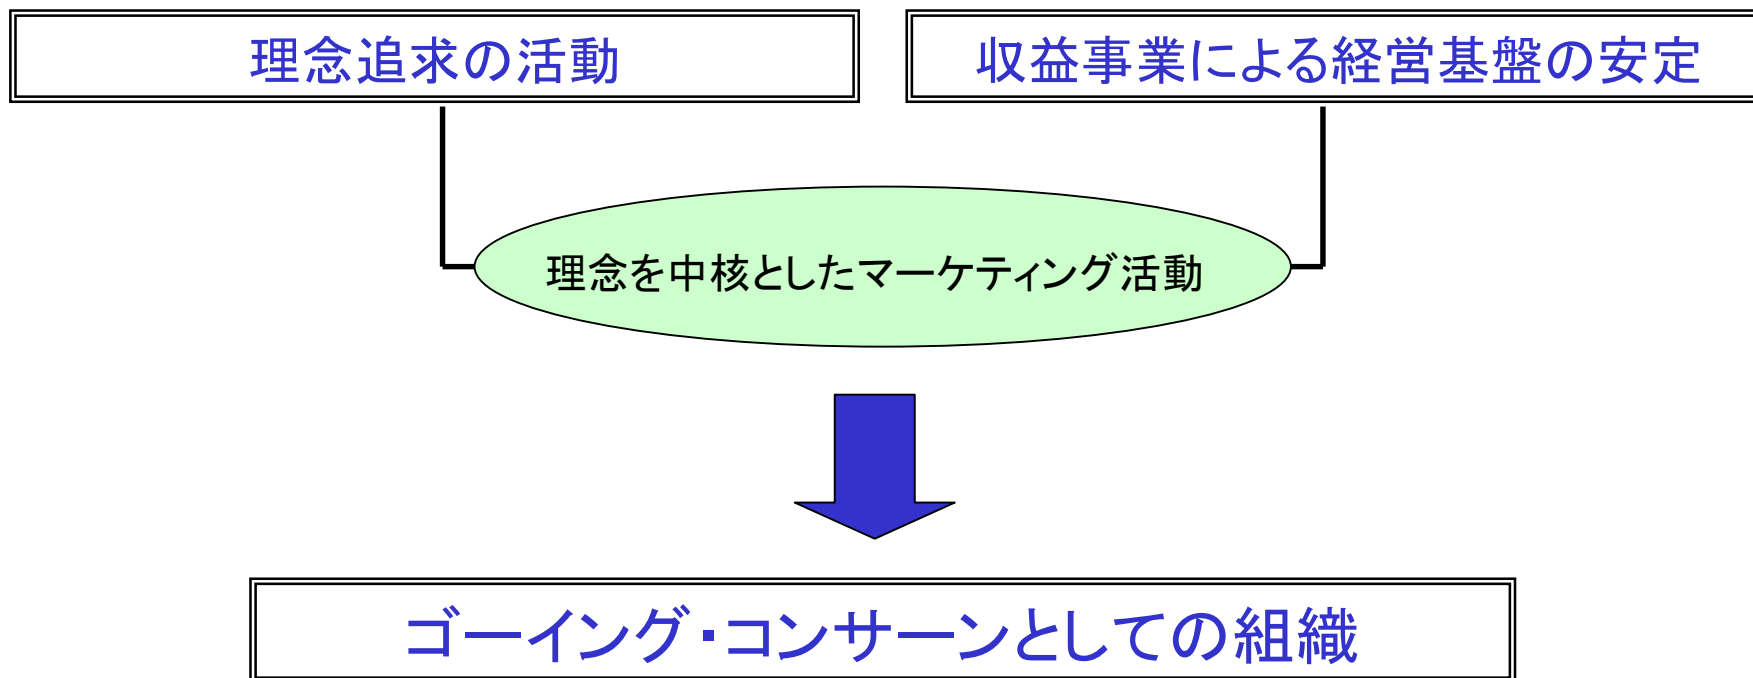 理念追求の活動
収益事業による経営基盤の安定
理念を中核としたマーケティング活動
ゴーイング・コンサーンとしての組織